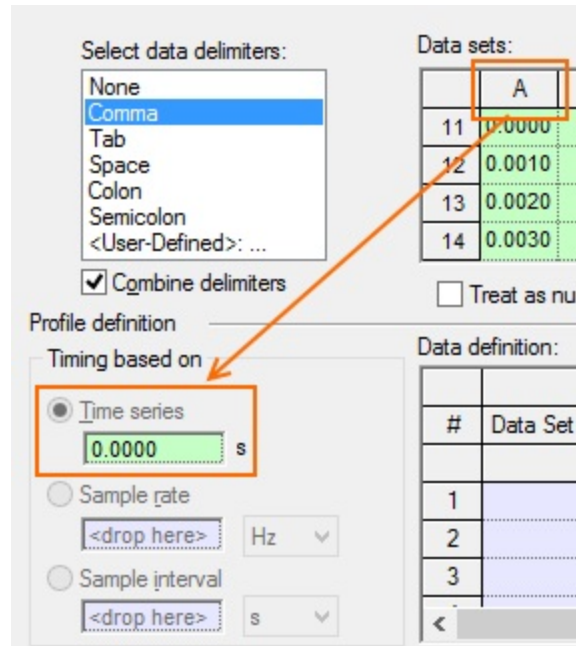 Select data delimiters:
None
Comma
Tab
Space
Colon
Semicolon
<User-Defined>: ...
Combine delimiters
Data sets:
A
11 0.0000
12 0.0010
13 0.0020
14 0.0030
Treat as nu
Profile definition
Timing based on
Time series
0.0000 s
Sample rate
<drop here> Hz
Sample interval
<drop here> s
Data definition:
# Data Set
1
2
3